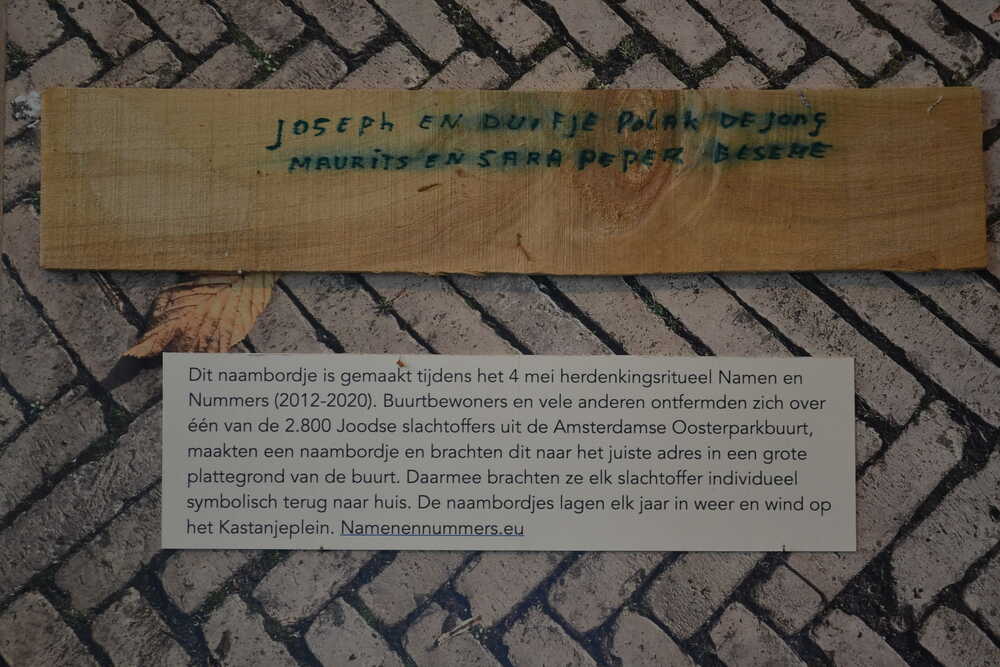 JOSEPH EN DUIFJE POLAK DE JONG
MAURITS EN SARA PEPER BESEME
Dit naambordje is gemaakt tijdens het 4 mei herdenkingsritueel Namen en
Nummers (2012-2020). Buurtbewoners en vele anderen ontfermden zich over
één van de 2.800 Joodse slachtoffers uit de Amsterdamse Oosterparkbuurt,
maakten een naambordje en brachten dit naar het juiste adres in een grote
plattegrond van de buurt. Daarmee brachten ze elk slachtoffer individueel
symbolisch terug naar huis. De naambordjes lagen elk jaar in weer en wind op
het Kastanjeplein. Namenennummers.eu